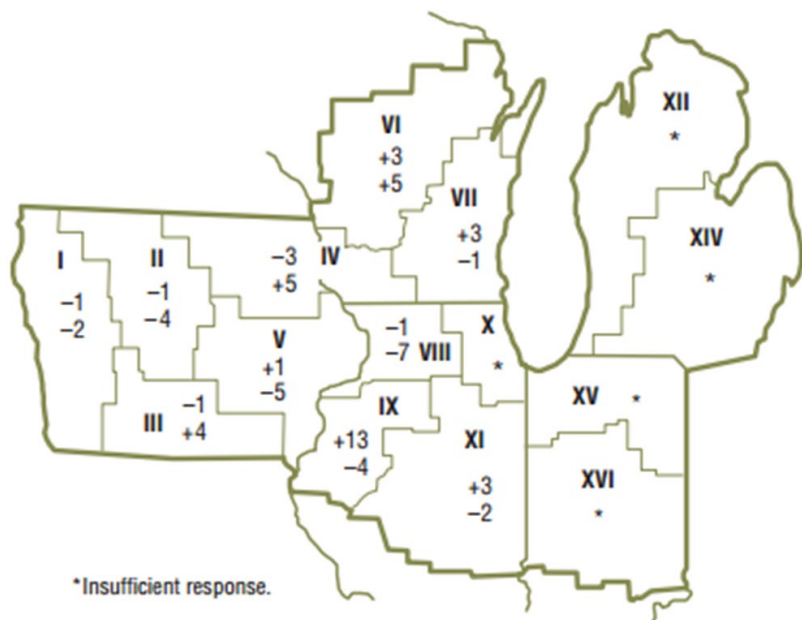 XII
*
VI
+3
+5
VII
+3
−1
XIV
*
I
−1
−2
II
−1
−4
−3
+5
IV
V
+1
−5
−1
−7 VIII
X
*
III
−1
+4
IX
+13
−4
XI
+3
−2
XV *
XVI
*
*Insufficient response.